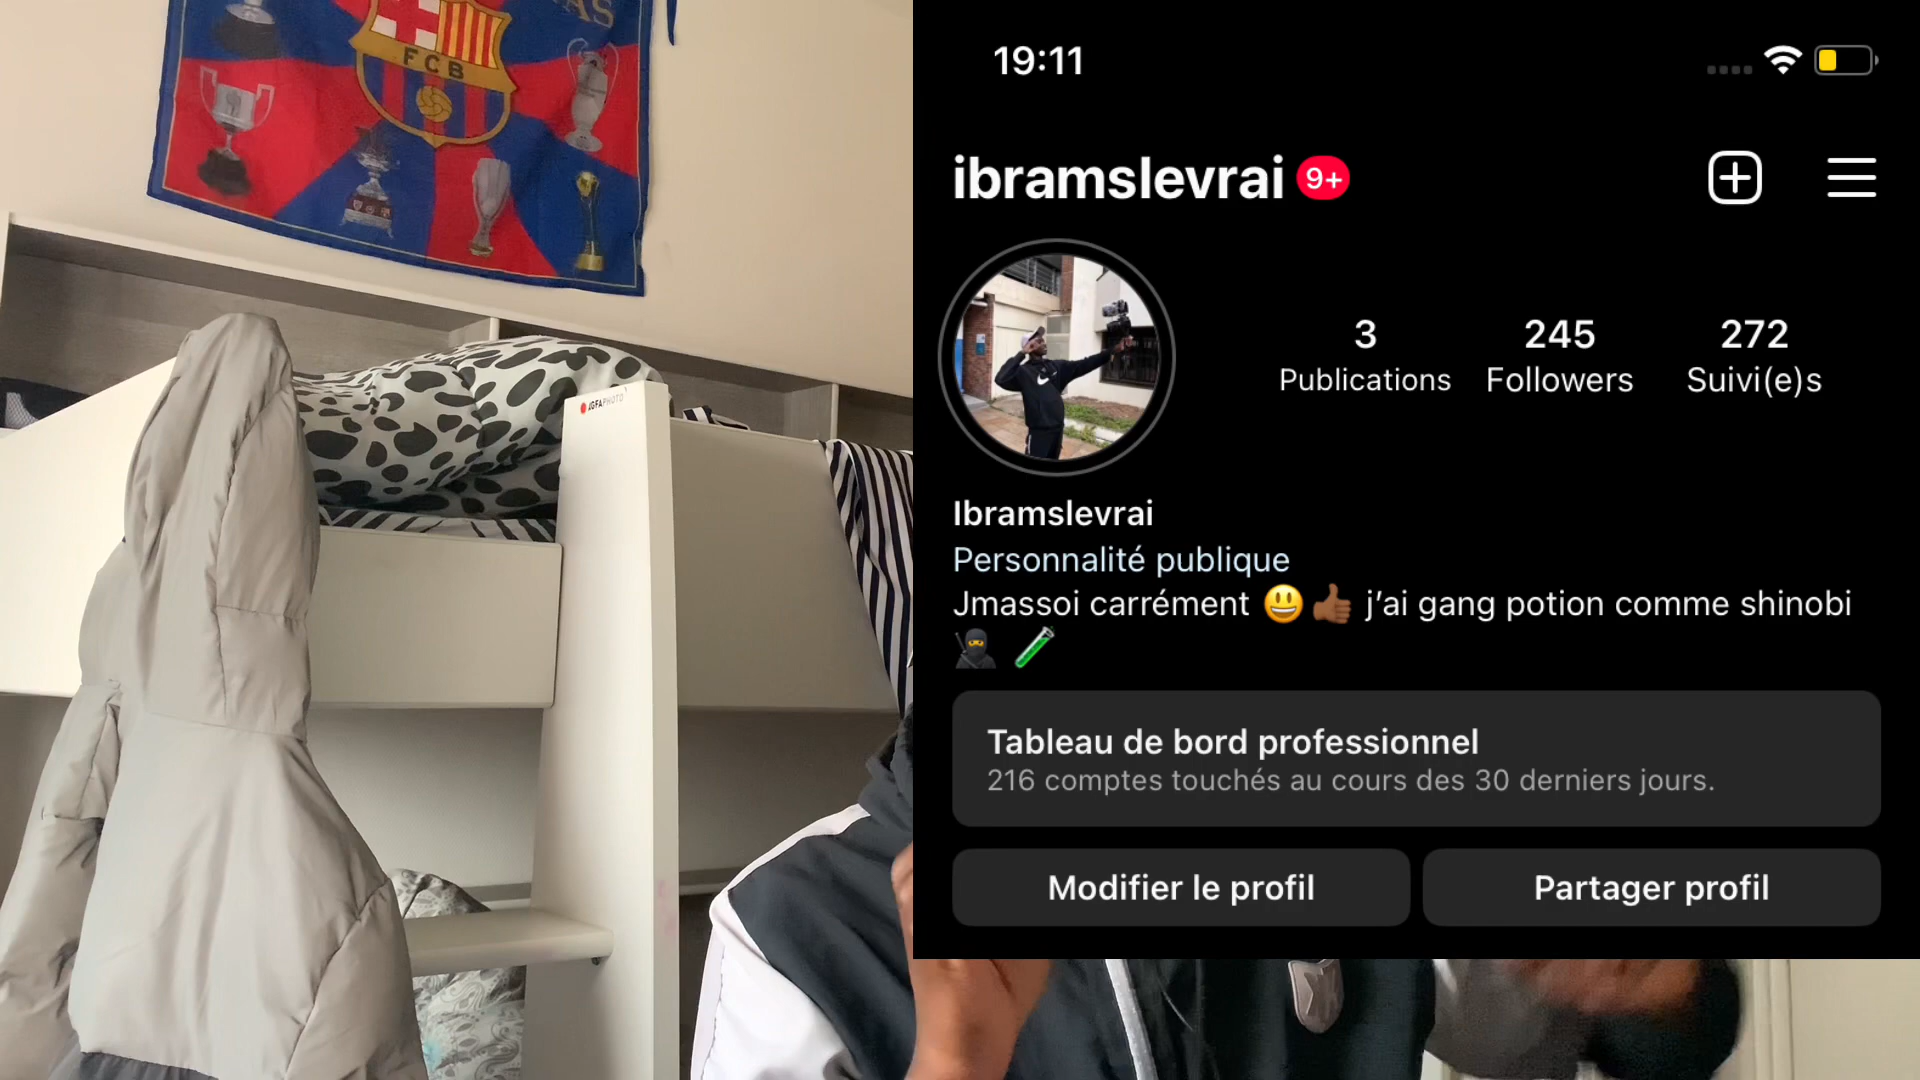 AS
FCB
AGFAPHOTO
19:11
ibramslevrai 9+
3
Publications
245
Followers
272
Suivi(e)s
Ibramslevrai
Personnalité publique
Jmassoi carrément 😃👍🏾 j’ai gang potion comme shinobi
🥷🏾 🧪
Tableau de bord professionnel
216 comptes touchés au cours des 30 derniers jours.
Modifier le profil
Partager profil